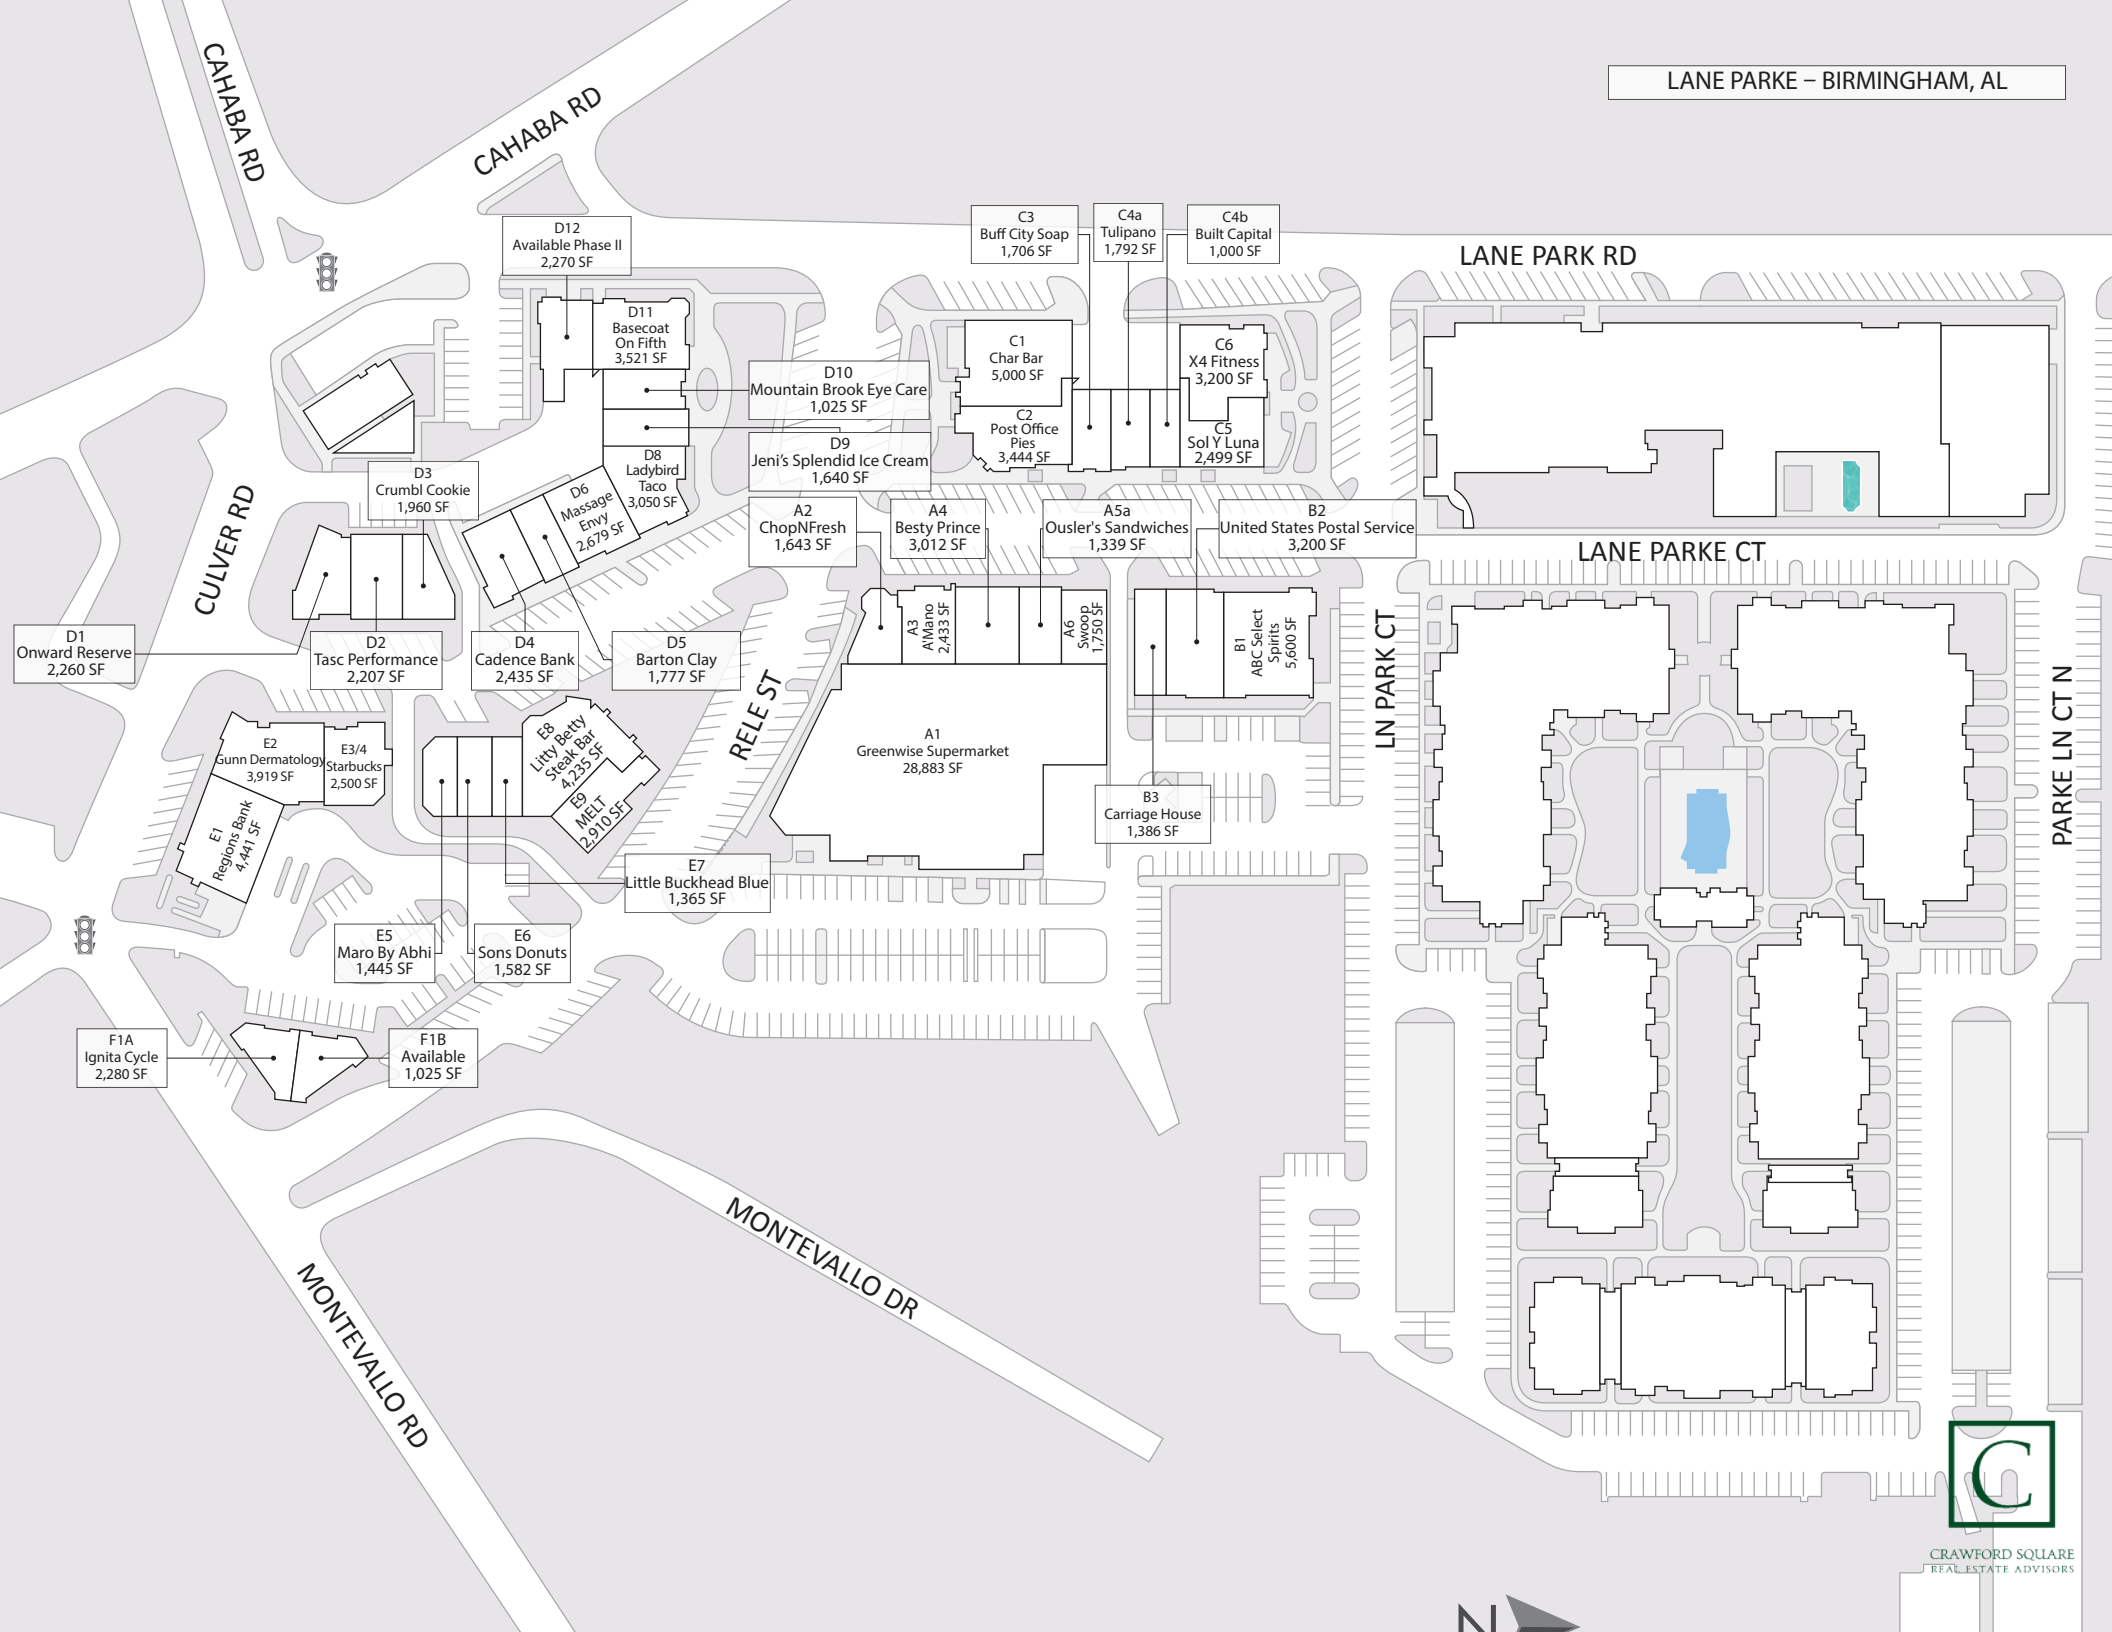 LANE PARKE – BIRMINGHAM, AL
CAHABA RD
CAHABA RD
LANE PARK RD
D12
Available Phase II
2,270 SF
C3
Buff City Soap
1,706 SF
C4a
Tulipano
1,792 SF
C4b
Built Capital
1,000 SF
D11
Basecoat
On Fifth
3,521 SF
C1
Char Bar
5,000 SF
C6
X4 Fitness
3,200 SF
D10
Mountain Brook Eye Care
1,025 SF
C2
Post Office
Pies
3,444 SF
C5
Sol Y Luna
2,499 SF
D9
Jeni's Splendid Ice Cream
1,640 SF
D8
Ladybird
Taco
3,050 SF
D3
Crumbl Cookie
1,960 SF
D6
Massage
Envy
2,679 SF
CULVER RD
A2
ChopNFresh
1,643 SF
A4
Besty Prince
3,012 SF
A5a
Ousler's Sandwiches
1,339 SF
B2
United States Postal Service
3,200 SF
LANE PARKE CT
D1
Onward Reserve
2,260 SF
D2
Tasc Performance
2,207 SF
D4
Cadence Bank
2,435 SF
D5
Barton Clay
1,777 SF
A3
A'Mano
2,433 SF
A6
Swoop
1,750 SF
B1
ABC Select
Spirits
5,600 SF
LN PARK CT
PARKE LN CT N
RELE ST
E2
Gunn Dermatology
3,919 SF
E3/4
Starbucks
2,500 SF
E8
Litty Betty
Steak Bar
4,235 SF
A1
Greenwise Supermarket
28,883 SF
E9
MELT
2,910 SF
E1
Regions Bank
4,441 SF
B3
Carriage House
1,386 SF
E7
Little Buckhead Blue
1,365 SF
E5
Maro By Abhi
1,445 SF
E6
Sons Donuts
1,582 SF
F1A
Ignita Cycle
2,280 SF
F1B
Available
1,025 SF
MONTEVALLO DR
MONTEVALLO RD
C
CRAWFORD SQUARE
REAL ESTATE ADVISORS
N